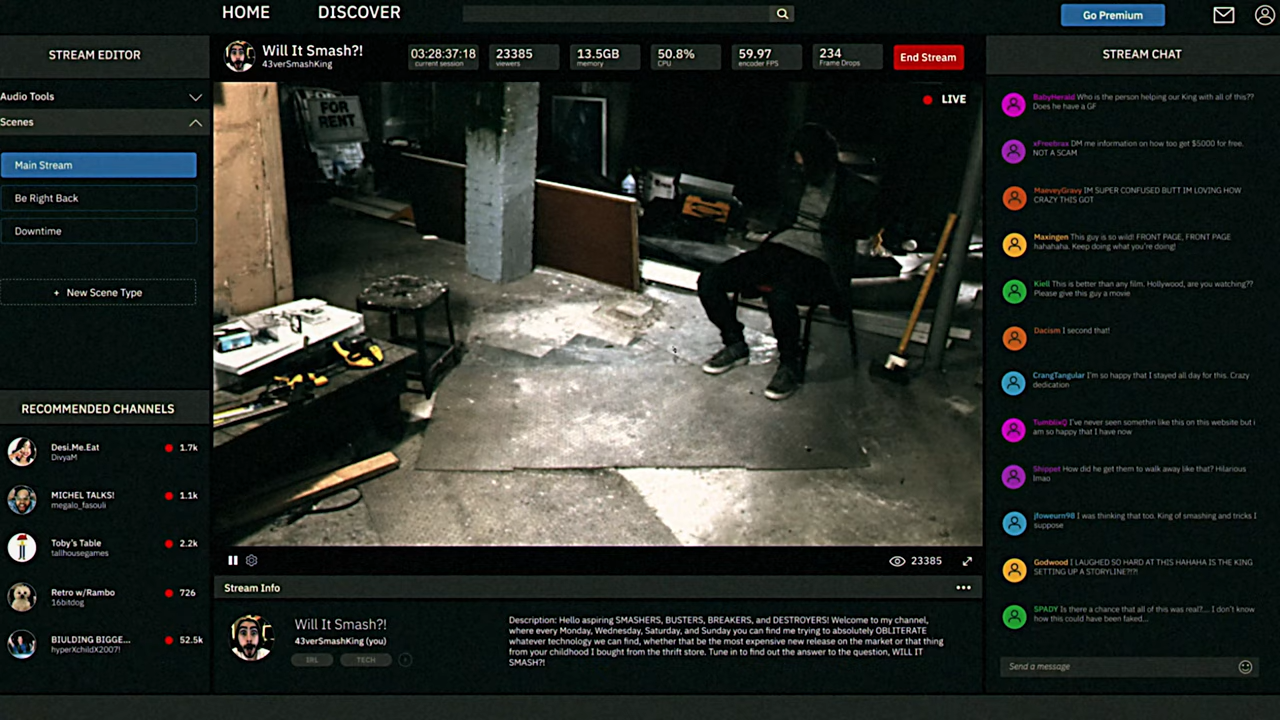 HOME
DISCOVER
Go Premium
STREAM EDITOR
Audio Tools
Scenes
Main Stream
Be Right Back
Downtime
+ New Scene Type
RECOMMENDED CHANNELS
Desi.Me.Eat
DivyaM
1.7k
MICHEL TALKS!
megalo_fasouli
1.1k
Toby's Table
tallhousegames
2.2k
Retro w/Rambo
16bitdog
726
BIULDING BIGGE...
hyperXchildX2007!
52.5k
Will It Smash?!
43verSmashKing
03:28:37:18
current session
23385
viewers
13.5GB
memory
50.8%
CPU
59.97
encoder FPS
234
Frame Drops
End Stream
LIVE
FOR
RENT
23385
Stream Info
Will It Smash?!
43verSmashKing (you)
IRL
TECH
Description: Hello aspiring SMASHERS, BUSTERS, BREAKERS, and DESTROYERS! Welcome to my channel,
where every Monday, Wednesday, Saturday, and Sunday you can find me trying to absolutely OBLITERATE
whatever technology we can find, whether that be the most expensive new release on the market or that thing
from your childhood I bought from the thrift store. Tune in to find out the answer to the question, WILL IT
SMASH?!
STREAM CHAT
BabyHerald Who is the person helping our King with all of this??
Does he have a GF
xFreebrax DM me information on how too get $5000 for free.
NOT A SCAM
MaeveyGravy IM SUPER CONFUSED BUTT IM LOVING HOW
CRAZY THIS GOT
Maxingen This guy is so wild! FRONT PAGE, FRONT PAGE
hahahaha. Keep doing what you're doing!
Kiell This is better than any film. Hollywood, are you watching??
Please give this guy a movie
Dacism I second that!
CrangTangular I'm so happy that I stayed all day for this. Crazy
dedication
TumblixQ I've never seen somethin like this on this website but i
am so happy that I have now
Shippet How did he get them to walk away like that? Hilarious
lmao
jfoweurn98 I was thinking that too. King of smashing and tricks I
suppose
Godwood I LAUGHED SO HARD AT THIS HAHAHA IS THE KING
SETTING UP A STORYLINE?!?!
SPADY Is there a chance that all of this was real?... I don't know
how this could have been faked...
Send a message